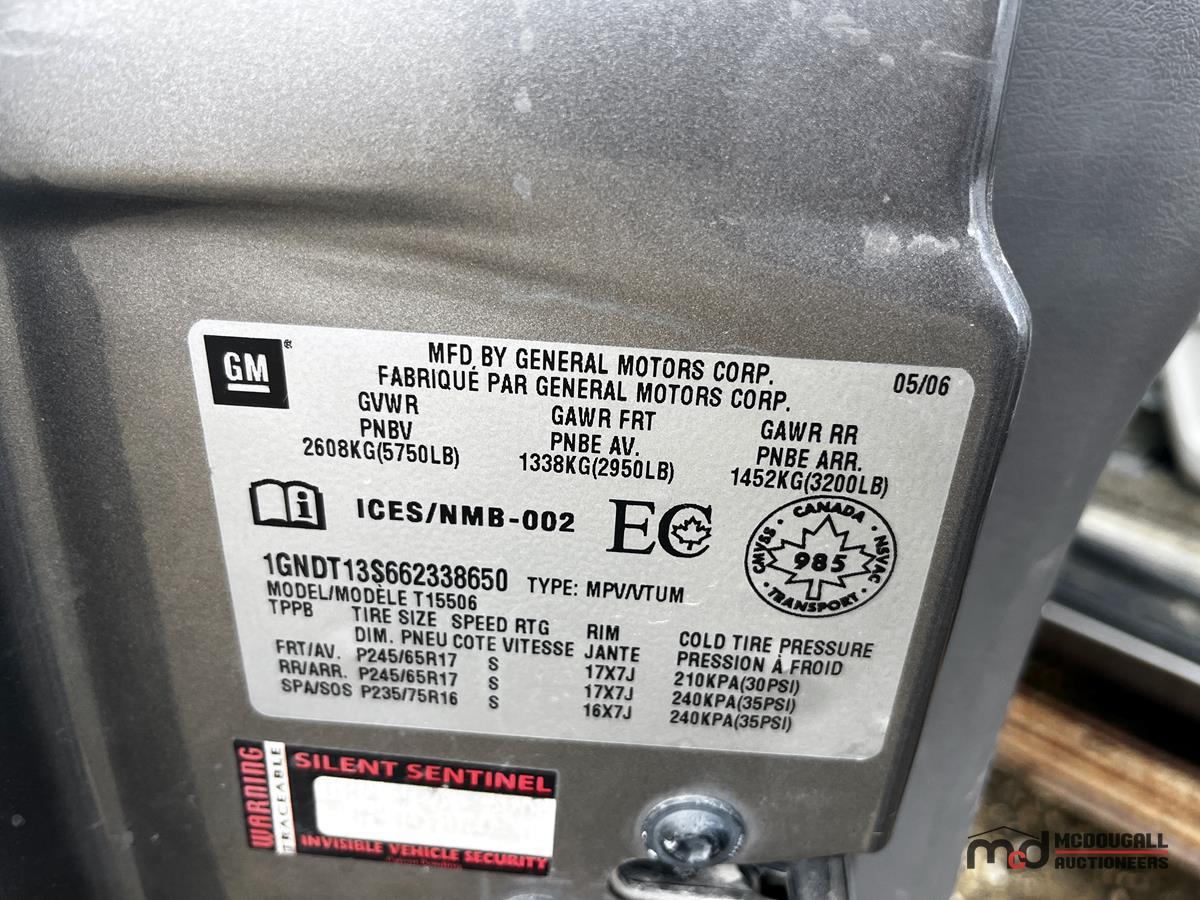 GM®
MFD BY GENERAL MOTORS CORP.
05/06
FABRIQUÉ PAR GENERAL MOTORS CORP.
GVWR GAWR FRT GAWR RR
PNBV PNBE AV. PNBE ARR.
2608KG(5750LB) 1338KG(2950LB) 1452KG(3200LB)
i ICES/NMB-002 EC
CANADA
CMVSS 985 NSVAC
TRANSPORT
1GNDT13S662338650 TYPE: MPV/VTUM
MODEL/MODÈLE T15506
TPPB TIRE SIZE SPEED RTG RIM COLD TIRE PRESSURE
DIM. PNEU COTE VITESSE JANTE PRESSION À FROID
FRT/AV. P245/65R17 S 17X7J 210KPA(30PSI)
RR/ARR. P245/65R17 S 17X7J 240KPA(35PSI)
SPA/SOS P235/75R16 S 16X7J 240KPA(35PSI)
WARNING
TRACEABLE
SILENT SENTINEL
INVISIBLE VEHICLE SECURITY
mcd MCDOUGALL
AUCTIONEERS